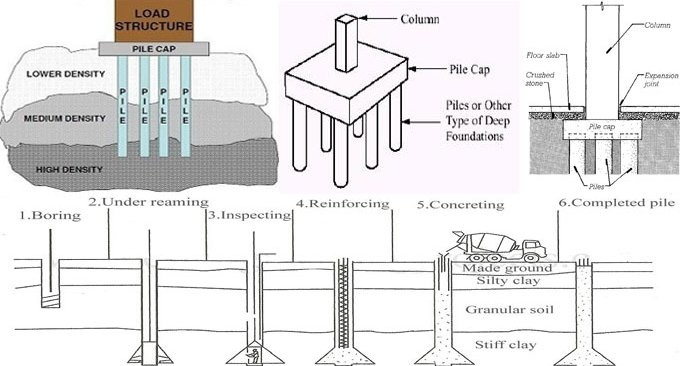 LOAD
STRUCTURE
PILE CAP
LOWER DENSITY
MEDIUM DENSITY
HIGH DENSITY
PILE
PILE
PILE
PILE
Column
Pile Cap
Piles or Other
Type of Deep
Foundations
Column
Floor slab
Crushed
stone
Expansion
joint
Pile cap
Piles
1.Boring
2.Under reaming
3.Inspecting
4.Reinforcing
5.Concreting
6.Completed pile
Made ground
Silty clay
Granular soil
Stiff clay